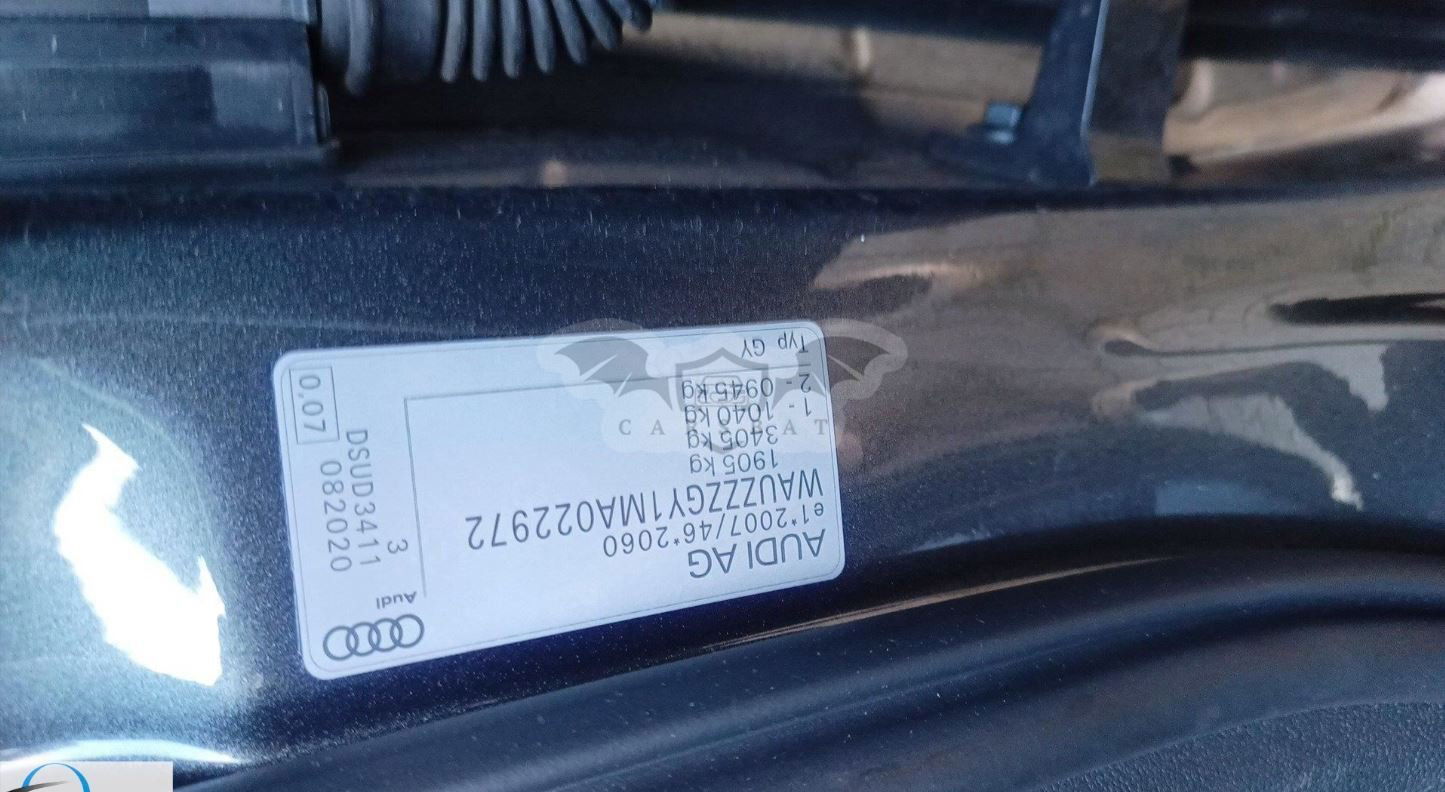 AUDI AG
e1*2007/46*2060
WAUZZZGY1MA022972
1905 kg
3405 kg
1 - 1040 kg
2 - 0945 kg
Typ GY
Audi
3
DSUD3411
082020
0.07
CARSBAT